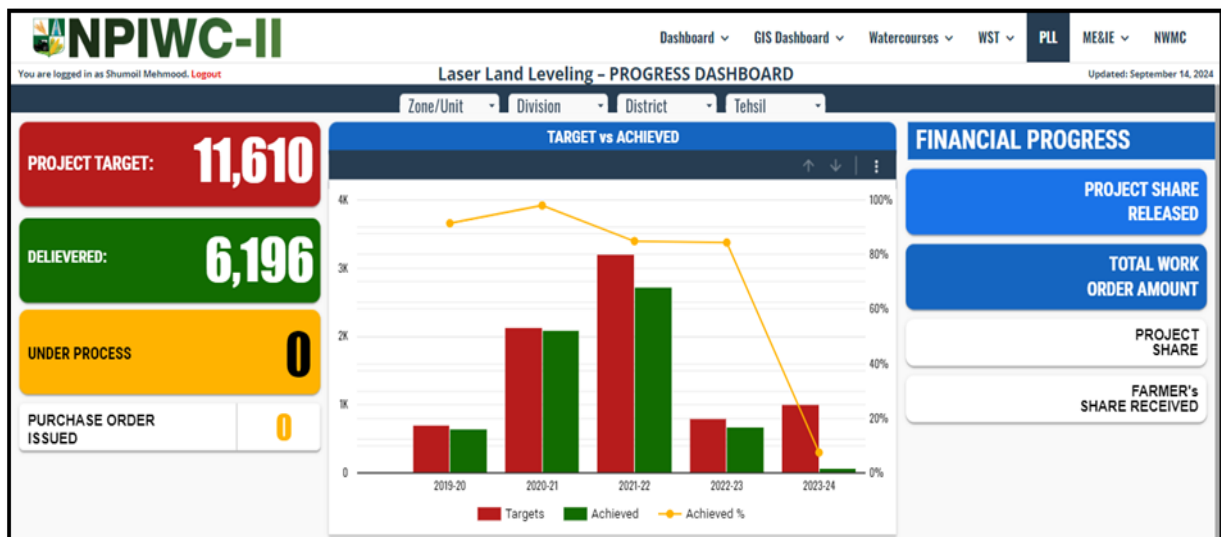 NPIWC-II
Dashboard GIS Dashboard Watercourses WST PLL ME&IE NWMC
You are logged in as Shumoil Mehmood. Logout
Laser Land Leveling – PROGRESS DASHBOARD
Updated: September 14, 2024
Zone/Unit Division District Tehsil
PROJECT TARGET: 11,610
DELIEVERED: 6,196
UNDER PROCESS 0
PURCHASE ORDER
ISSUED
0
TARGET vs ACHIEVED
4K 100%
80%
3K
60%
2K
40%
1K
20%
0 0%
2019-20 2020-21 2021-22 2022-23 2023-24
Targets Achieved Achieved %
FINANCIAL PROGRESS
PROJECT SHARE
RELEASED
TOTAL WORK
ORDER AMOUNT
PROJECT
SHARE
FARMER's
SHARE RECEIVED